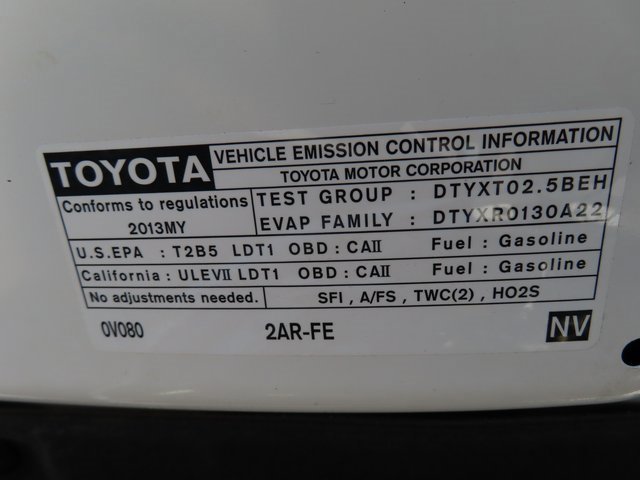 TOYOTA VEHICLE EMISSION CONTROL INFORMATION
TOYOTA MOTOR CORPORATION
Conforms to regulations
2013MY
TEST GROUP : DTYXT02.5BEH
EVAP FAMILY : DTYXR0130A22
U.S.EPA : T2B5 LDT1 OBD : CAII Fuel : Gasoline
California : ULEVII LDT1 OBD : CAII Fuel : Gasoline
No adjustments needed. SFI , A/FS , TWC(2) , HO2S
0V080 2AR-FE NV